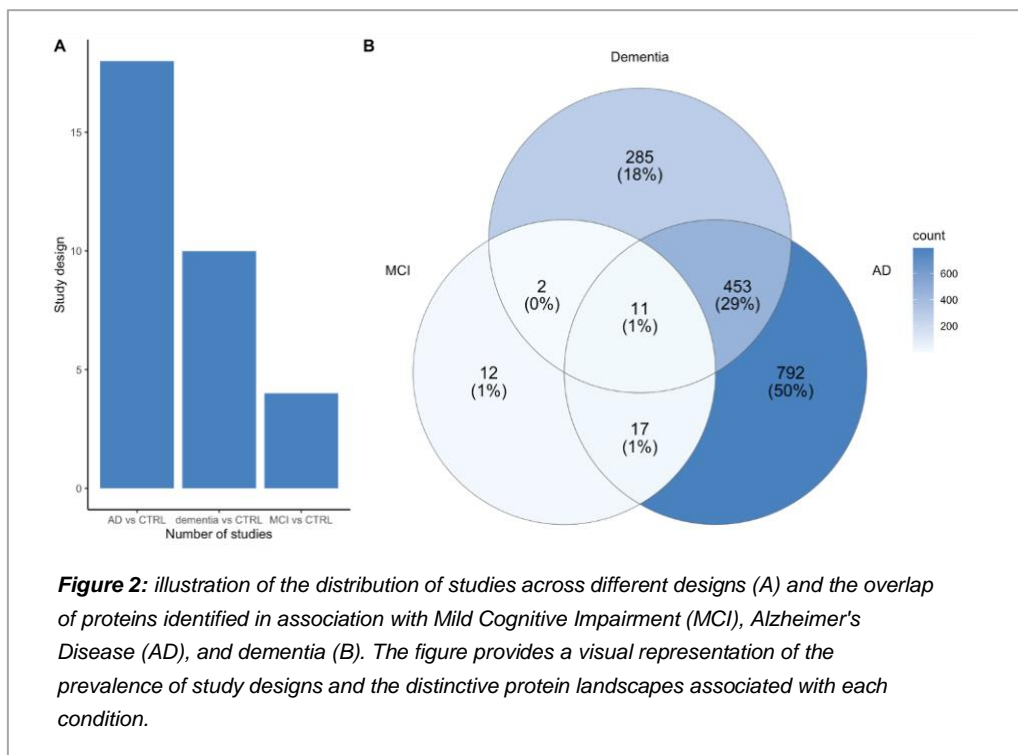 A
B
Dementia
MCI
AD
285
(18%)
2
(0%)
11
(1%)
453
(29%)
12
(1%)
792
(50%)
17
(1%)
count
600
400
200
Study design
15
10
5
0
AD vs CTRL
dementia vs CTRL
MCI vs CTRL
Number of studies
Figure 2: illustration of the distribution of studies across different designs (A) and the overlap
of proteins identified in association with Mild Cognitive Impairment (MCI), Alzheimer's
Disease (AD), and dementia (B). The figure provides a visual representation of the
prevalence of study designs and the distinctive protein landscapes associated with each
condition.